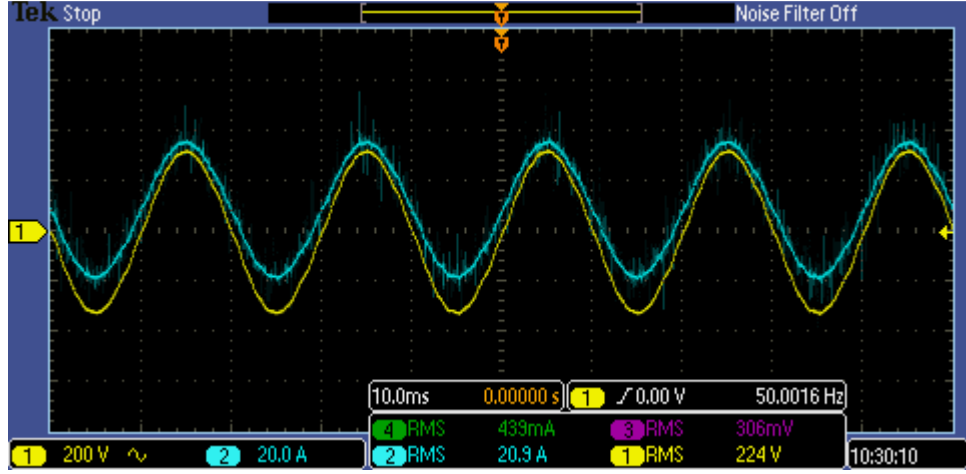 Tek Stop Noise Filter Off
T
T
1
10.0ms 0.00000 s 1 0.00 V 50.0016 Hz
4 RMS 439mA 3 RMS 306mV
1 200 V 2 20.0 A 2 RMS 20.9 A 1 RMS 224 V 10:30:10